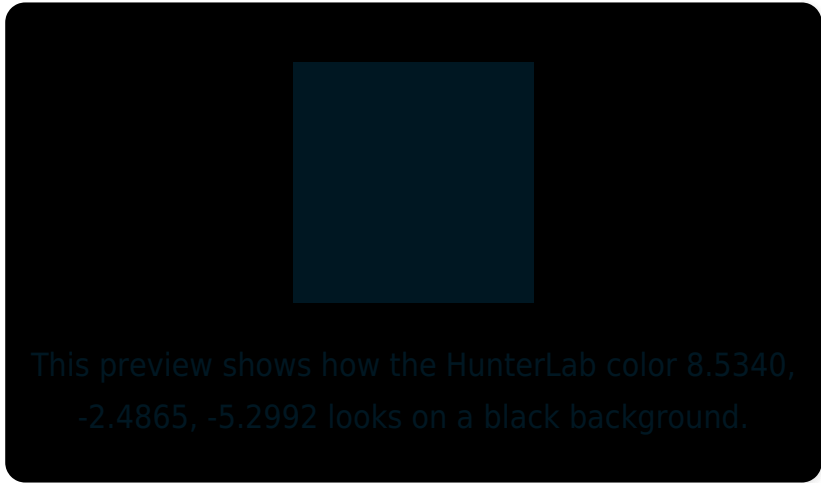 This preview shows how the HunterLab color 8.5340,
-2.4865, -5.2992 looks on a black background.